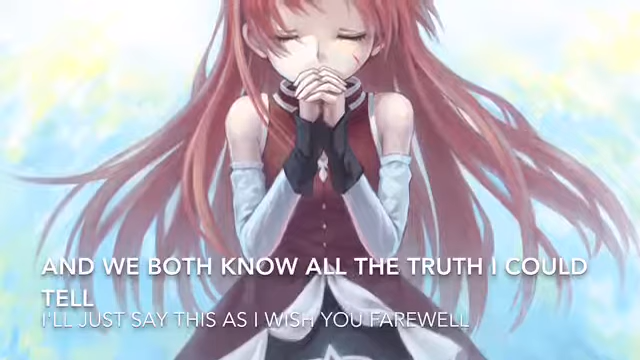 AND WE BOTH KNOW ALL THE TRUTH I COULD
TELL
I'LL JUST SAY THIS AS I WISH YOU FAREWELL